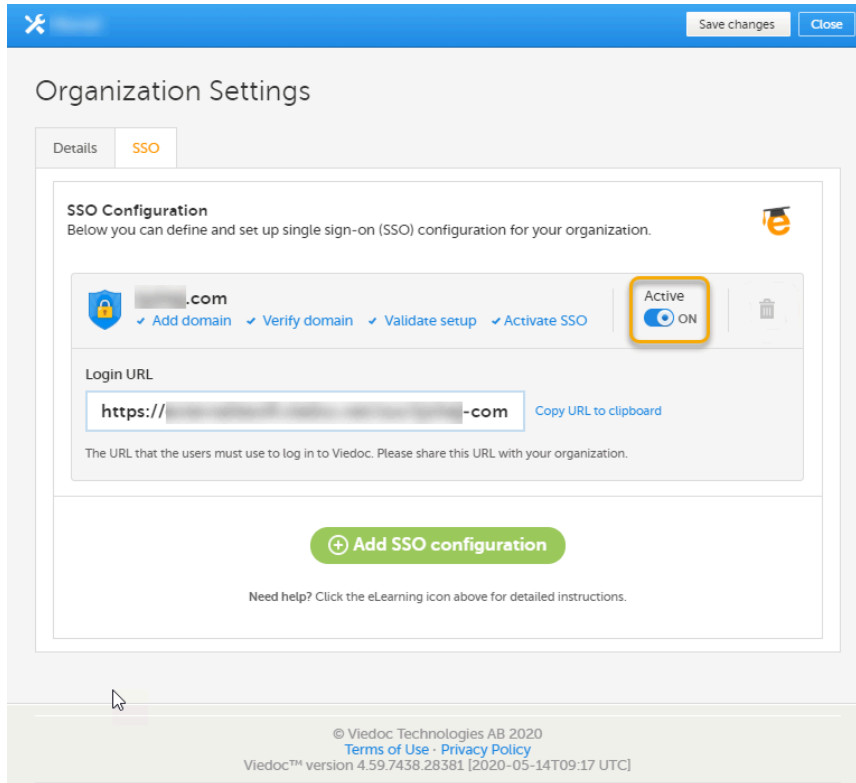 Save changes
Close
Organization Settings
Details
SSO
SSO Configuration
Below you can define and set up single sign-on (SSO) configuration for your organization.
e
.com
Add domain
Verify domain
Validate setup
Activate SSO
Active
ON
Login URL
https://
-com
Copy URL to clipboard
The URL that the users must use to log in to Viedoc. Please share this URL with your organization.
Add SSO configuration
Need help? Click the eLearning icon above for detailed instructions.
© Viedoc Technologies AB 2020
Terms of Use · Privacy Policy
Viedoc™ version 4.59.7438.28381 [2020-05-14T09:17 UTC]